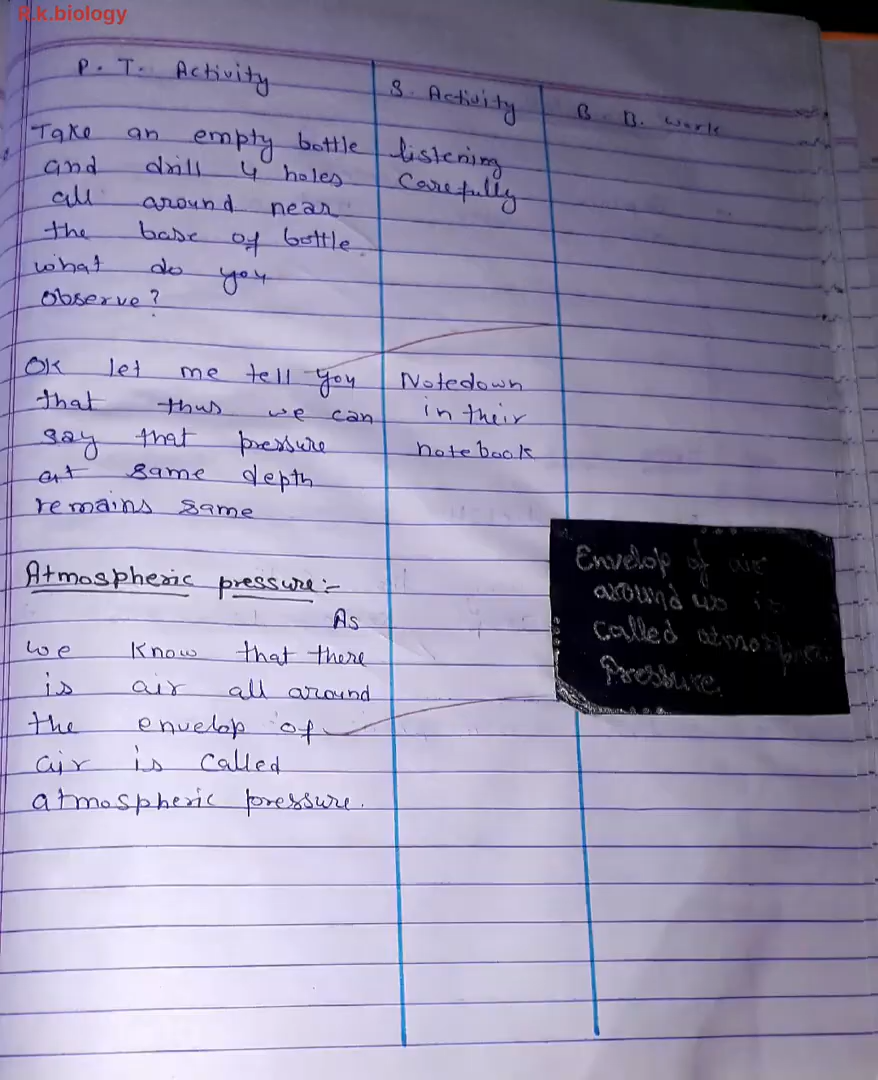 R.k.biology
P. T. Activity
S. Activity
B. B. work
Take an empty bottle
and drill 4 holes
all around near
the base of bottle
what do you
observe?
listening
Carefully
OK let me tell you
that thus we can
say that pressure
at same depth
remains same
Notedown
in their
notebook
Atmospheric pressure:-
As
we know that there
is air all around
the envelop of
air is called
atmospheric pressure.
Envelop of air
around us is
called
Pressure.